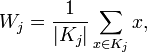 W_j = \frac{1}{|K_j|} \sum_{x \in K_j} x,